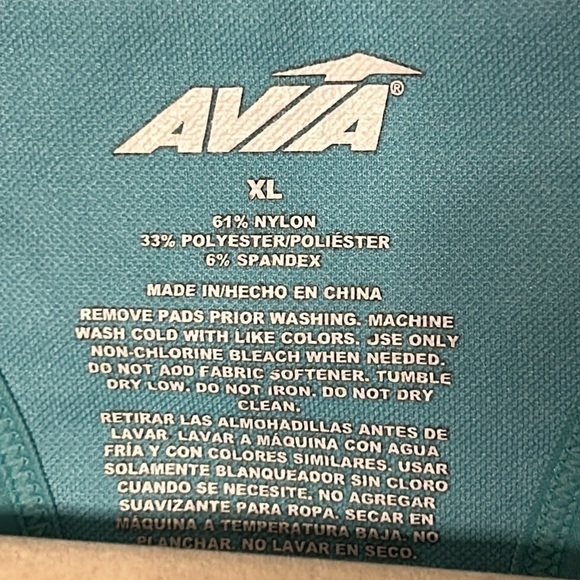 AVIA®
XL
61% NYLON
33% POLYESTER/POLIÉSTER
6% SPANDEX
MADE IN/HECHO EN CHINA
REMOVE PADS PRIOR WASHING. MACHINE
WASH COLD WITH LIKE COLORS. USE ONLY
NON-CHLORINE BLEACH WHEN NEEDED.
DO NOT ADD FABRIC SOFTENER. TUMBLE
DRY LOW. DO NOT IRON. DO NOT DRY
CLEAN.
RETIRAR LAS ALMOHADILLAS ANTES DE
LAVAR. LAVAR A MÁQUINA CON AGUA
FRÍA Y CON COLORES SIMILARES. USAR
SOLAMENTE BLANQUEADOR SIN CLORO
CUANDO SE NECESITE. NO AGREGAR
SUAVIZANTE PARA ROPA. SECAR EN
MÁQUINA A TEMPERATURA BAJA. NO
PLANCHAR. NO LAVAR EN SECO.